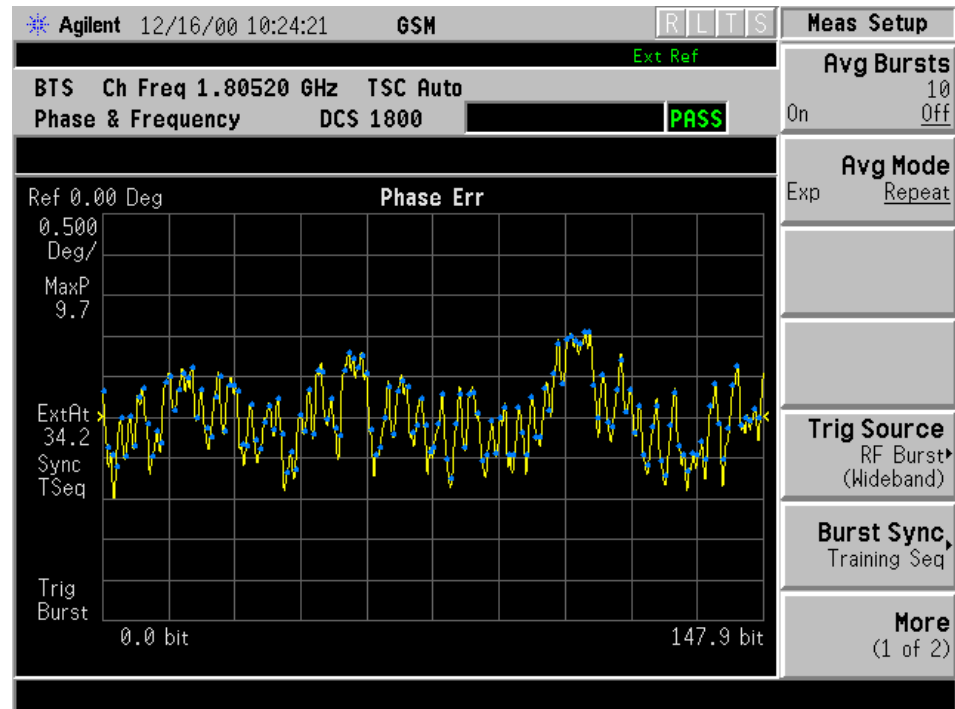 Agilent 12/16/00 10:24:21 GSM R L T S
Ext Ref
BTS Ch Freq 1.80520 GHz TSC Auto
Phase & Frequency DCS 1800 PASS
Ref 0.00 Deg Phase Err
0.500
Deg/
MaxP
9.7
ExtAt
34.2
Sync
TSeq
Trig
Burst
0.0 bit 147.9 bit
Meas Setup
Avg Bursts
10
On Off
Avg Mode
Exp Repeat
Trig Source
RF Burst
(Wideband)
Burst Sync
Training Seq
More
(1 of 2)